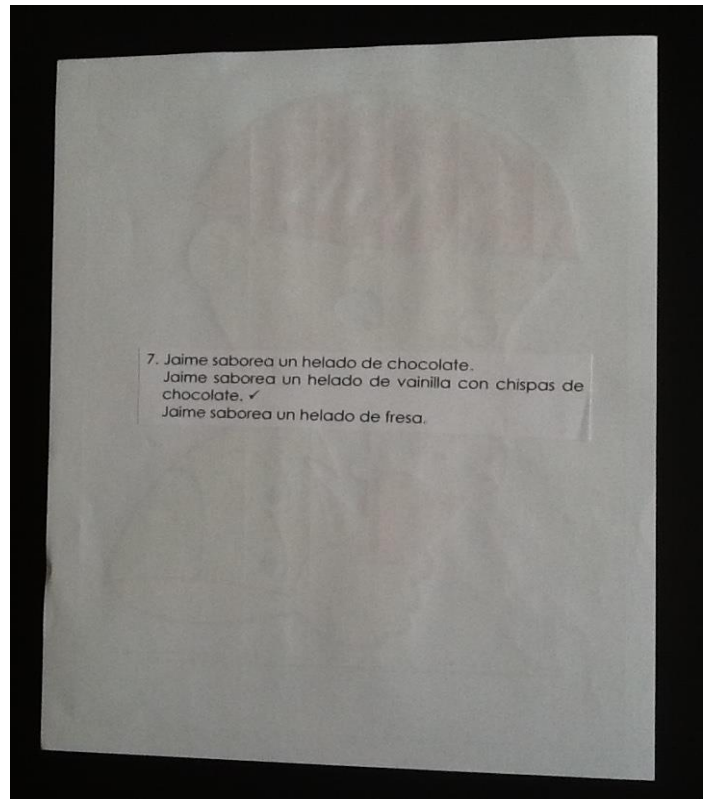 7. Jaime saborea un helado de chocolate.
Jaime saborea un helado de vainilla con chispas de
chocolate. ✓
Jaime saborea un helado de fresa.